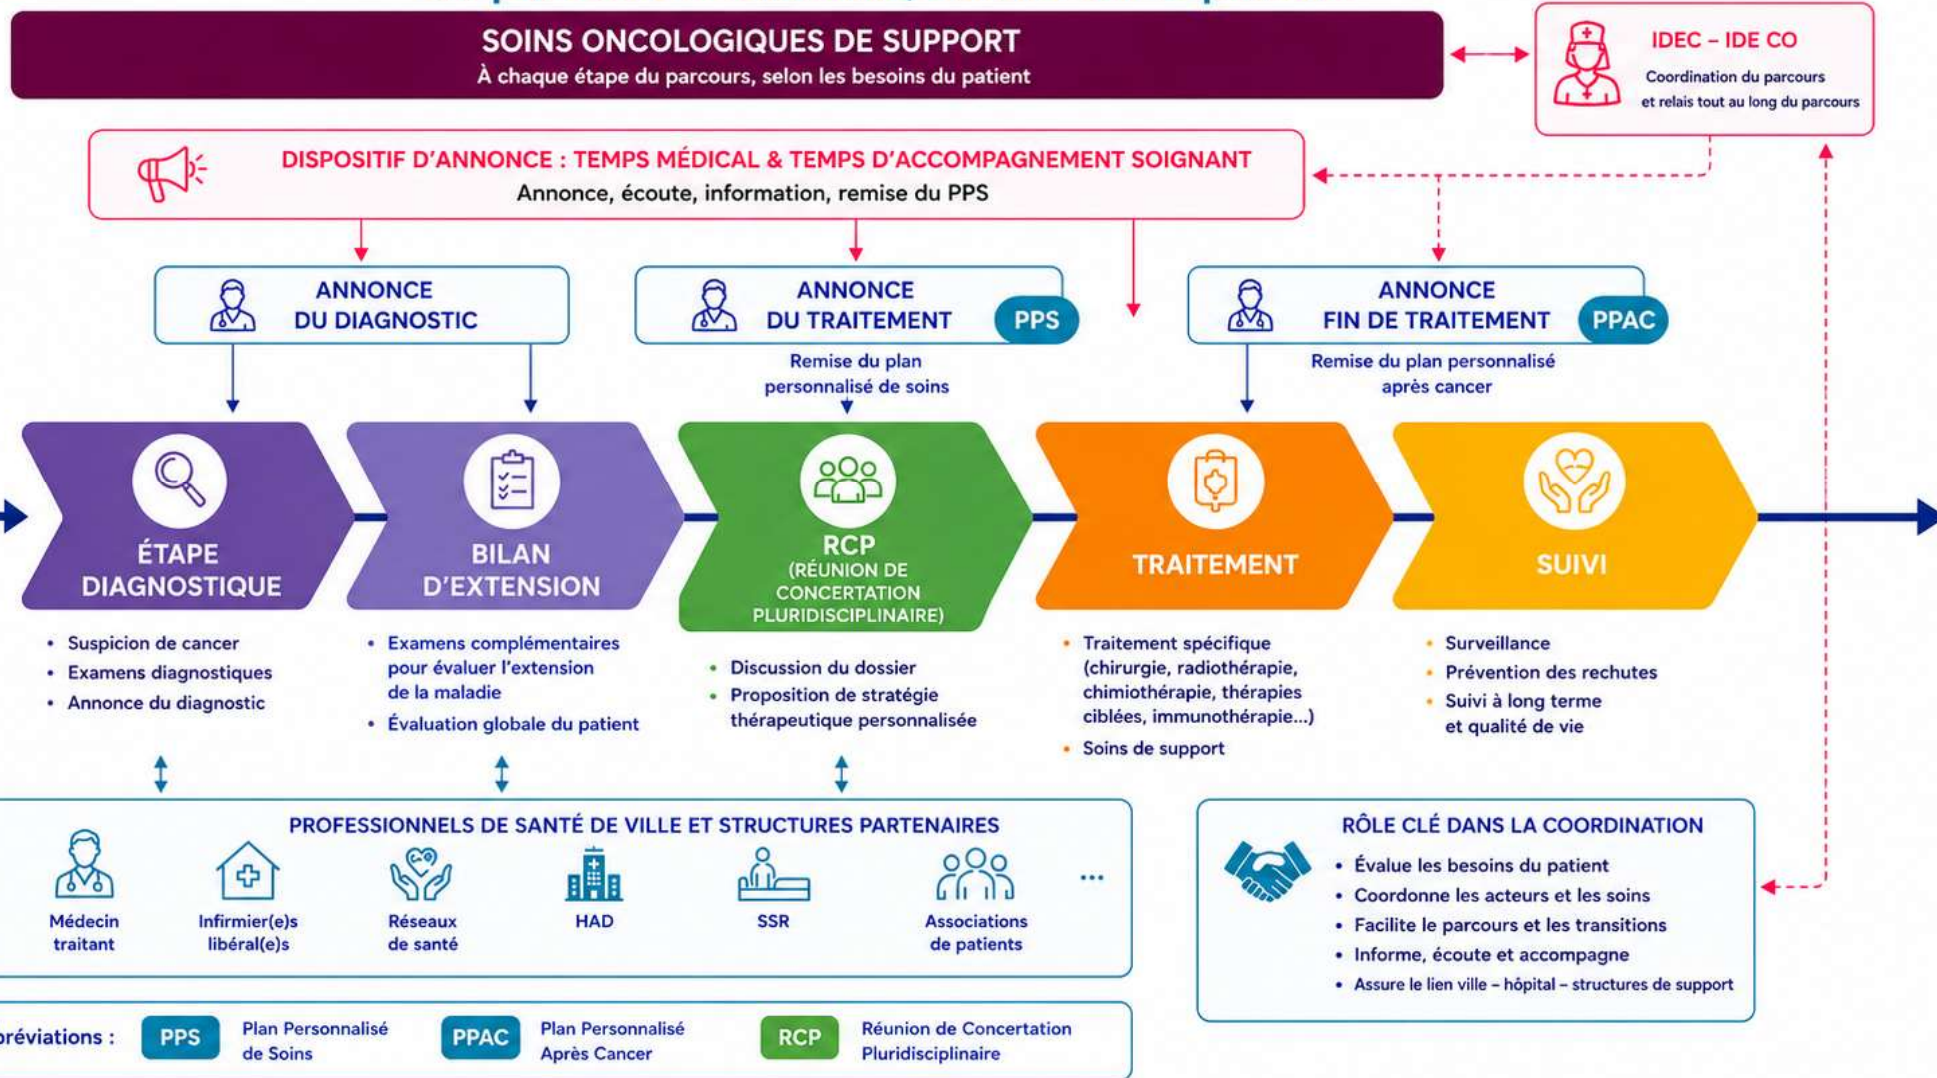 SOINS ONCOLOGIQUES DE SUPPORT
À chaque étape du parcours, selon les besoins du patient
IDEC – IDE CO
Coordination du parcours
et relais tout au long du parcours
DISPOSITIF D'ANNONCE : TEMPS MÉDICAL & TEMPS D'ACCOMPAGNEMENT SOIGNANT
Annonce, écoute, information, remise du PPS
ANNONCE
DU DIAGNOSTIC
ANNONCE
DU TRAITEMENT
PPS
Remise du plan
personnalisé de soins
ANNONCE
FIN DE TRAITEMENT
PPAC
Remise du plan personnalisé
après cancer
ÉTAPE
DIAGNOSTIQUE
BILAN
D'EXTENSION
RCP
(RÉUNION DE
CONCERTATION
PLURIDISCIPLINAIRE)
TRAITEMENT
SUIVI
• Suspicion de cancer
• Examens diagnostiques
• Annonce du diagnostic
• Examens complémentaires
pour évaluer l'extension
de la maladie
• Évaluation globale du patient
• Discussion du dossier
• Proposition de stratégie
thérapeutique personnalisée
• Traitement spécifique
(chirurgie, radiothérapie,
chimiothérapie, thérapies
ciblées, immunothérapie...)
• Soins de support
• Surveillance
• Prévention des rechutes
• Suivi à long terme
et qualité de vie
PROFESSIONNELS DE SANTÉ DE VILLE ET STRUCTURES PARTENAIRES
Médecin
traitant
Infirmier(e)s
libéral(e)s
Réseaux
de santé
HAD
SSR
Associations
de patients
...
RÔLE CLÉ DANS LA COORDINATION
• Évalue les besoins du patient
• Coordonne les acteurs et les soins
• Facilite le parcours et les transitions
• Informe, écoute et accompagne
• Assure le lien ville – hôpital – structures de support
réviations :
PPS
Plan Personnalisé
de Soins
PPAC
Plan Personnalisé
Après Cancer
RCP
Réunion de Concertation
Pluridisciplinaire